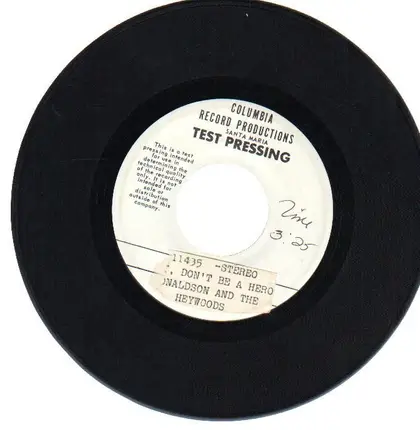 COLUMBIA
RECORD PRODUCTIONS
SANTA MARIA
TEST PRESSING
This is a test
pressing intended
for use in
determining the
technical quality
of the recording
only. It is not
intended for
sale or
distribution
outside of this
company.
Time
3:25
11435 -STEREO
, DON'T BE A HERO
NALDSON AND THE
HEYWOODS